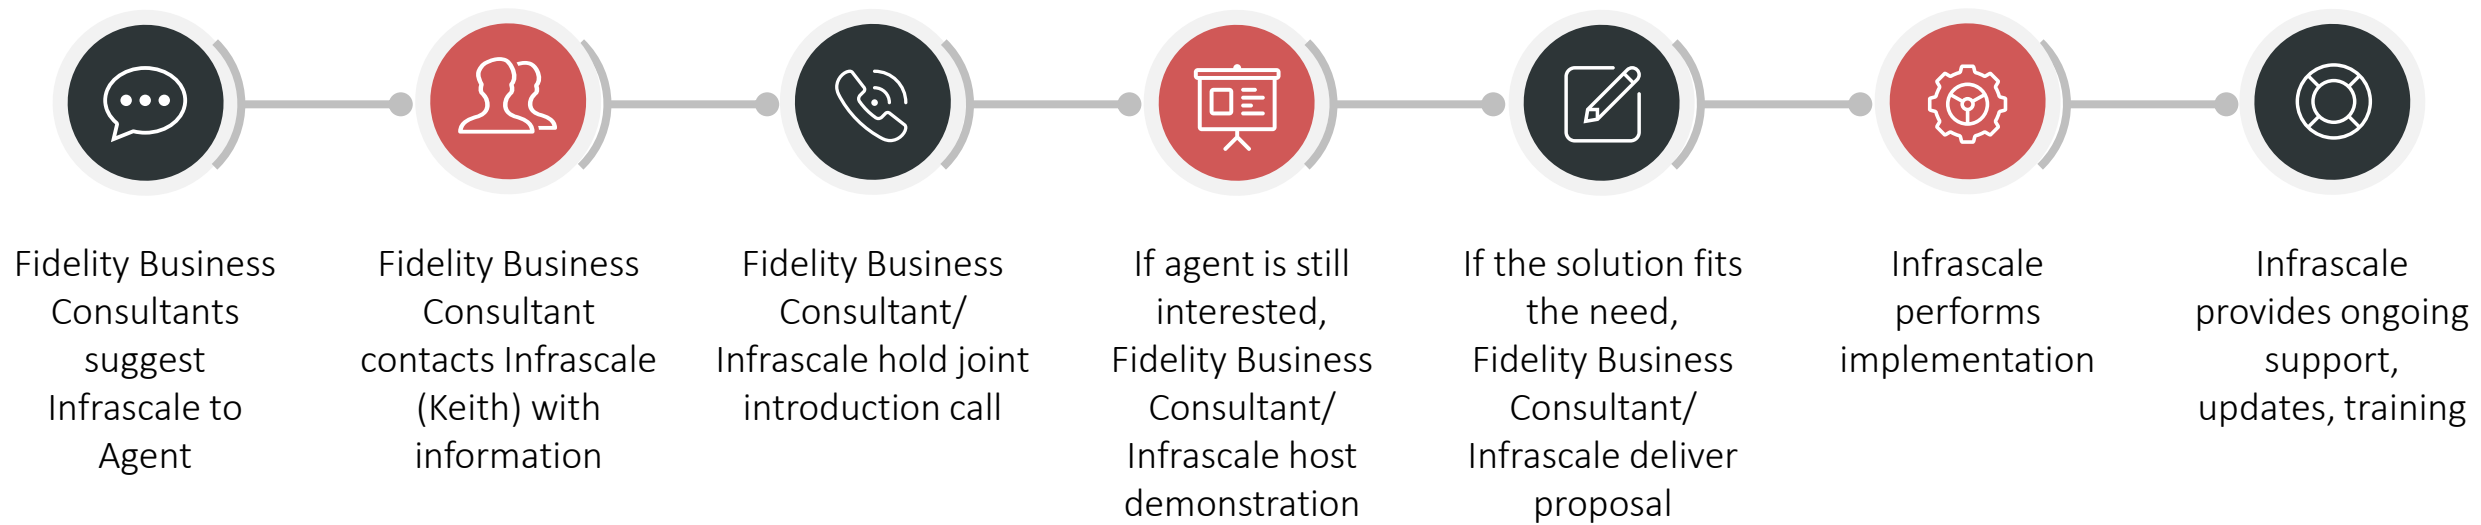 Fidelity Business
Consultants
suggest
Infrascale to
Agent
Fidelity Business
Consultant
contacts Infrascale
(Keith) with
information
Fidelity Business
Consultant/
Infrascale hold joint
introduction call
If agent is still
interested,
Fidelity Business
Consultant/
Infrascale host
demonstration
If the solution fits
the need,
Fidelity Business
Consultant/
Infrascale deliver
proposal
Infrascale
performs
implementation
Infrascale
provides ongoing
support,
updates, training